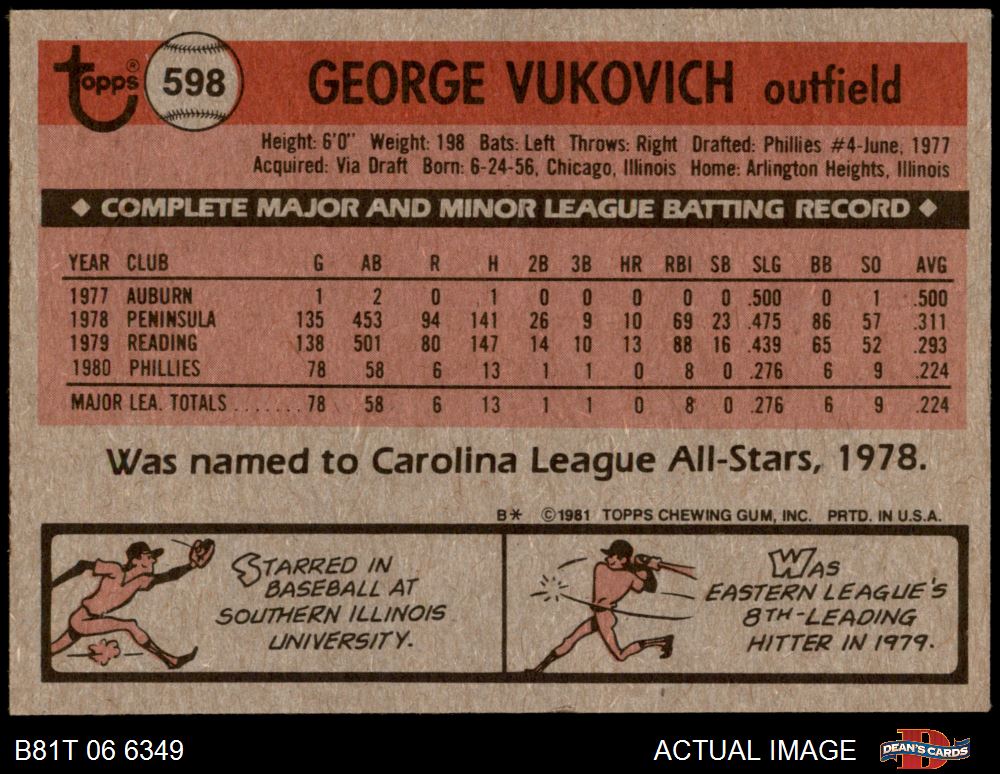 Topps® 598 GEORGE VUKOVICH outfield
Height: 6'0" Weight: 198 Bats: Left Throws: Right Drafted: Phillies #4-June, 1977
Acquired: Via Draft Born: 6-24-56, Chicago, Illinois Home: Arlington Heights, Illinois
◆ COMPLETE MAJOR AND MINOR LEAGUE BATTING RECORD ◆
YEAR CLUB G AB R H 2B 3B HR RBI SB SLG BB SO AVG
1977 AUBURN 1 2 0 1 0 0 0 0 0 .500 0 1 .500
1978 PENINSULA 135 453 94 141 26 9 10 69 23 .475 86 57 .311
1979 READING 138 501 80 147 14 10 13 88 16 .439 65 52 .293
1980 PHILLIES 78 58 6 13 1 1 0 8 0 .276 6 9 .224
MAJOR LEA. TOTALS ....... 78 58 6 13 1 1 0 8 0 .276 6 9 .224
Was named to Carolina League All-Stars, 1978.
B* ©1981 TOPPS CHEWING GUM, INC. PRTD. IN U.S.A.
STARRED IN
BASEBALL AT
SOUTHERN ILLINOIS
UNIVERSITY.
WAS
EASTERN LEAGUE'S
8TH-LEADING
HITTER IN 1979.
B81T 06 6349 ACTUAL IMAGE DEAN'S CARDS